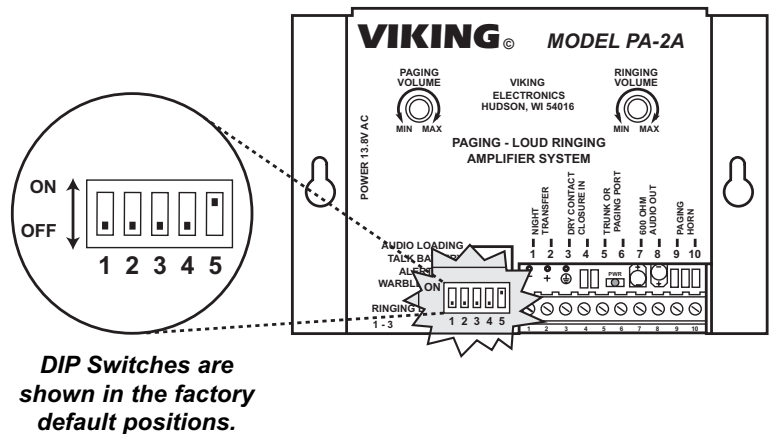 VIKING© MODEL PA-2A
PAGING
VOLUME
MIN MAX
VIKING
ELECTRONICS
HUDSON, WI 54016
RINGING
VOLUME
MIN MAX
POWER 13.8V AC
PAGING - LOUD RINGING
AMPLIFIER SYSTEM
NIGHT
TRANSFER
DRY CONTACT
CLOSURE IN
TRUNK OR
PAGING PORT
600 OHM
AUDIO OUT
PAGING
HORN
1 2 3 4 5 6 7 8 9 10
- + PWR + - - +
1 2 3 4 5 6 7 8 9 10
AUDIO LOADING
TALK
ALERT
WARBLE
RINGING
1 - 3
ON
1 2 3 4 5
ON
OFF
1 2 3 4 5
DIP Switches are
shown in the factory
default positions.